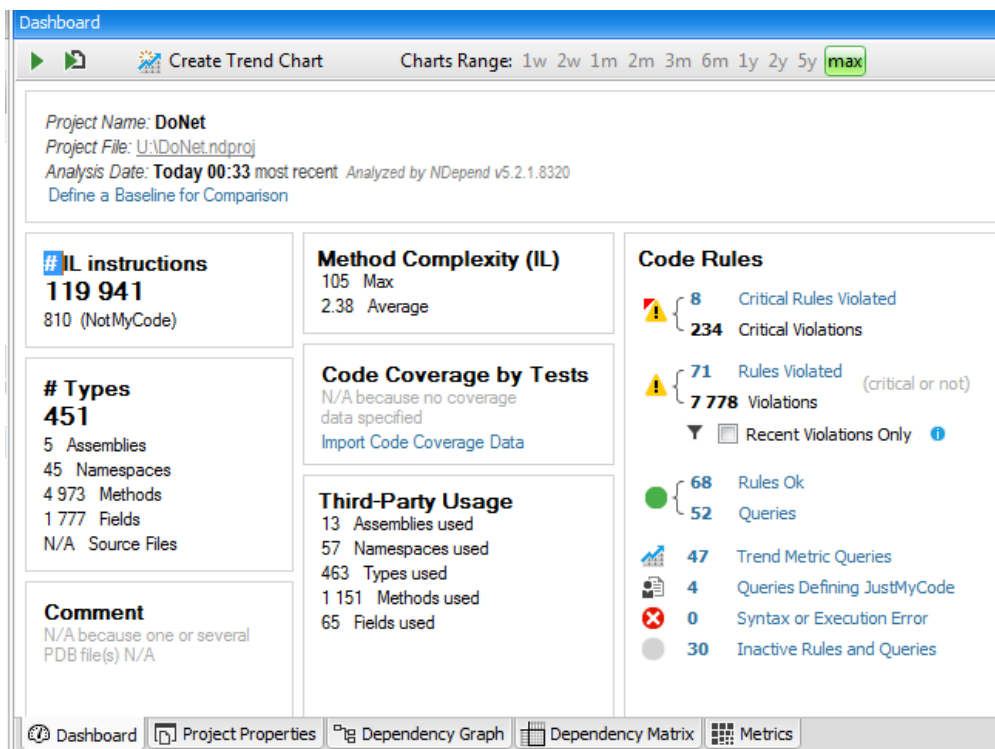 Dashboard
Create Trend Chart Charts Range: 1w 2w 1m 2m 3m 6m 1y 2y 5y max
Project Name: DoNet
Project File: U:\DoNet.ndproj
Analysis Date: Today 00:33 most recent Analyzed by NDepend v5.2.1.8320
Define a Baseline for Comparison
# IL instructions
119 941
810 (NotMyCode)
# Types
451
5 Assemblies
45 Namespaces
4 973 Methods
1 777 Fields
N/A Source Files
Comment
N/A because one or several
PDB file(s) N/A
Method Complexity (IL)
105 Max
2.38 Average
Code Coverage by Tests
N/A because no coverage
data specified
Import Code Coverage Data
Third-Party Usage
13 Assemblies used
57 Namespaces used
463 Types used
1 151 Methods used
65 Fields used
Code Rules
8 Critical Rules Violated
234 Critical Violations
71 Rules Violated (critical or not)
7 778 Violations
Recent Violations Only
68 Rules Ok
52 Queries
47 Trend Metric Queries
4 Queries Defining JustMyCode
0 Syntax or Execution Error
30 Inactive Rules and Queries
Dashboard Project Properties Dependency Graph Dependency Matrix Metrics